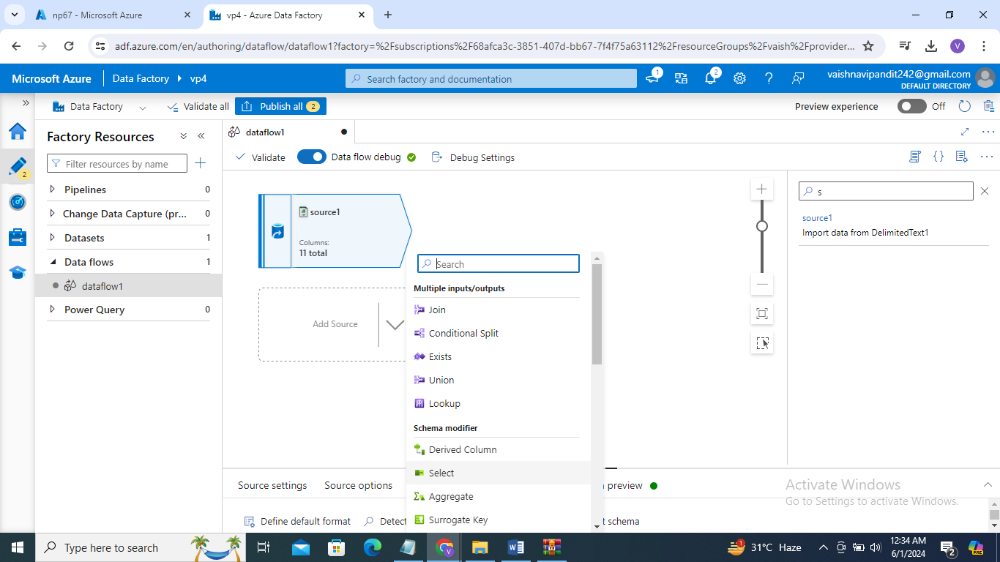 np67 - Microsoft Azure
vp4 - Azure Data Factory
adf.azure.com/en/authoring/dataflow/dataflow1?factory=%2Fsubscriptions%2F68afca3c-3851-407d-bb67-7f4f75a63112%2FresourceGroups%2Fvaish%2Fprovider...
V
Microsoft Azure
Data Factory
vp4
Search factory and documentation
1
2
vaishnavipandit242@gmail.com
DEFAULT DIRECTORY
Data Factory
Validate all
Publish all
2
Preview experience
Off
Factory Resources
dataflow1
Filter resources by name
Validate
Data flow debug
Debug Settings
2
Pipelines
0
Change Data Capture (pr...
0
Datasets
1
Data flows
1
dataflow1
Power Query
0
source1
Columns:
11 total
Add Source
s
source1
Import data from DelimitedText1
Search
Multiple inputs/outputs
Join
Conditional Split
Exists
Union
Lookup
Schema modifier
Derived Column
Select
Aggregate
Surrogate Key
Source settings
Source options
preview
Define default format
Detect
t schema
Activate Windows
Go to Settings to activate Windows.
Type here to search
V
1
31°C Haze
12:34 AM
6/1/2024
2
PRE